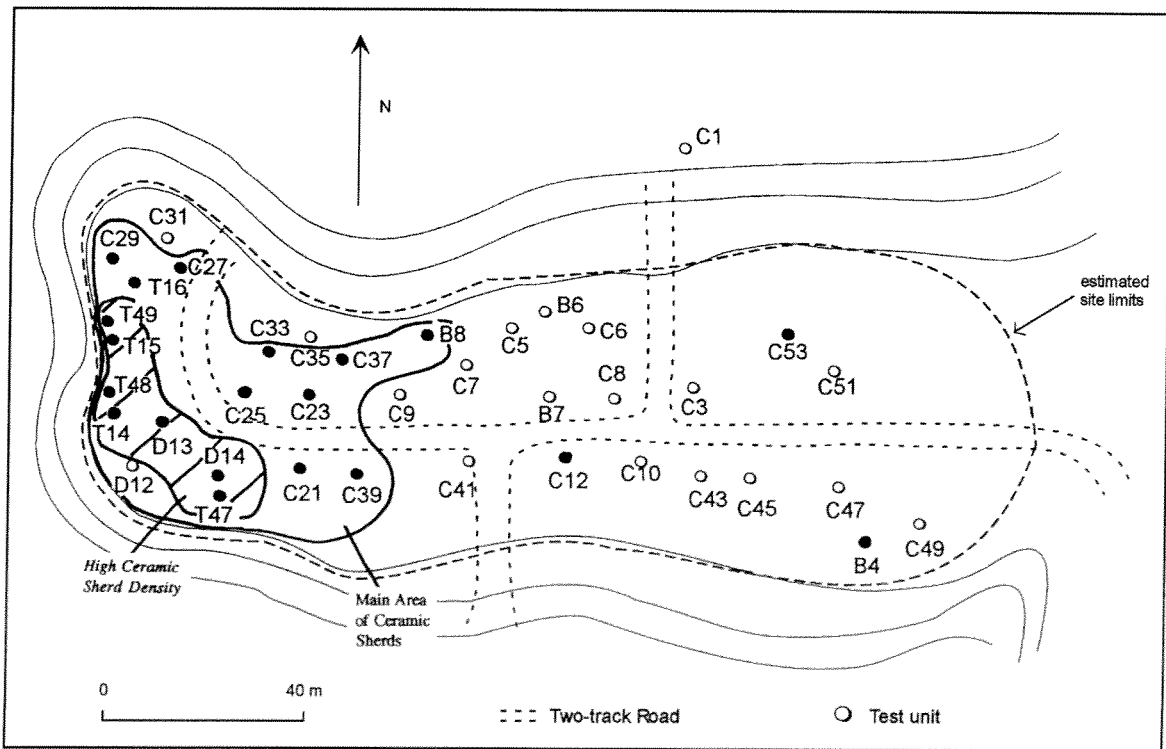 C1
N
C31
C29
C27
T16
estimated
site limits
T49
B6
C33
B8
C5
C6
T15
C35
C37
C53
C7
C8
C51
T48
C25
C23
C9
B7
C3
T14
D13
D14
D12
C21
C39
C41
C12
C10
C43
C45
C47
T47
C49
B4
High Ceramic
Sherd Density
Main Area
of Ceramic
Sherds
0 40 m
Two-track Road
Test unit